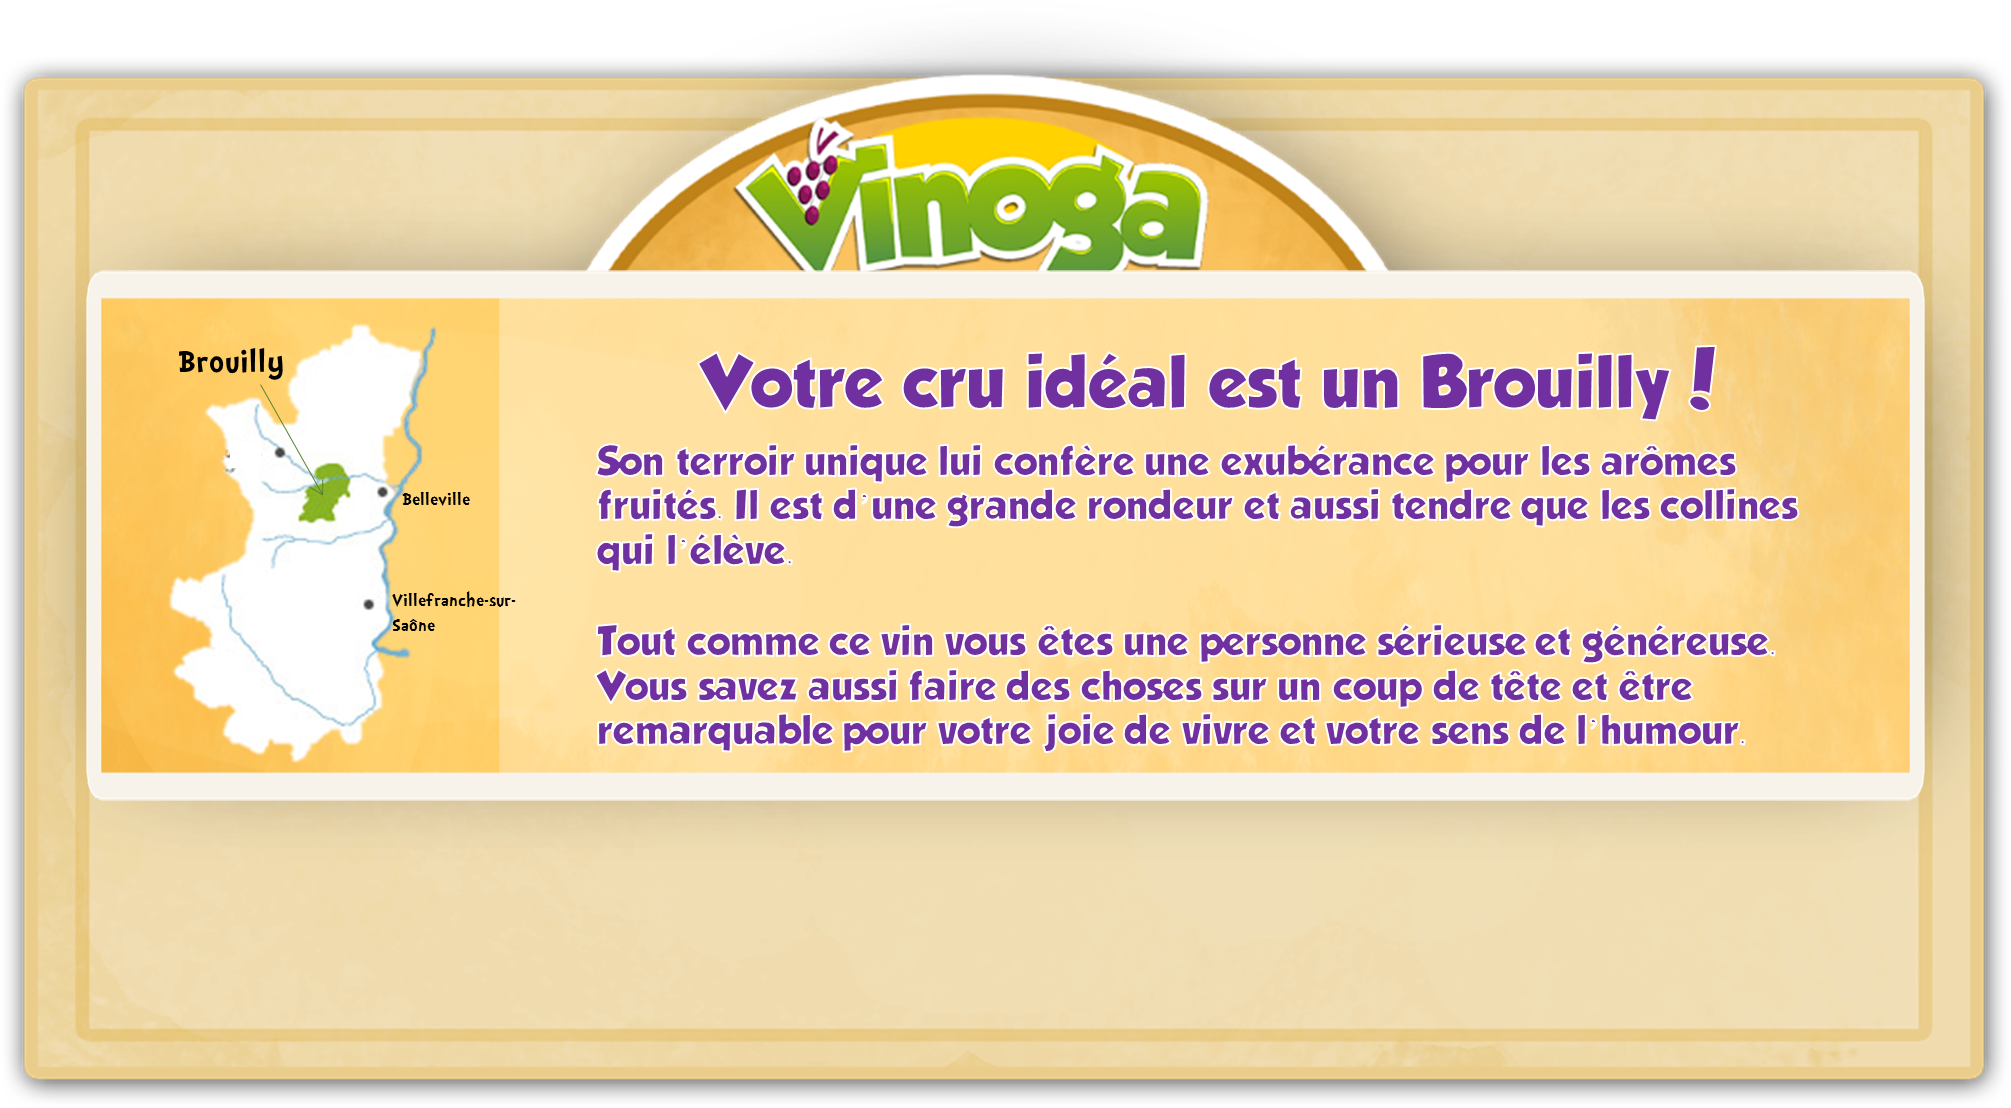 Vinoga
Brouilly
Belleville
Villefranche-sur-
Saône
Votre cru idéal est un Brouilly !
Son terroir unique lui confère une exubérance pour les arômes
fruités. Il est d'une grande rondeur et aussi tendre que les collines
qui l'élève.
Tout comme ce vin vous êtes une personne sérieuse et généreuse.
Vous savez aussi faire des choses sur un coup de tête et être
remarquable pour votre joie de vivre et votre sens de l'humour.